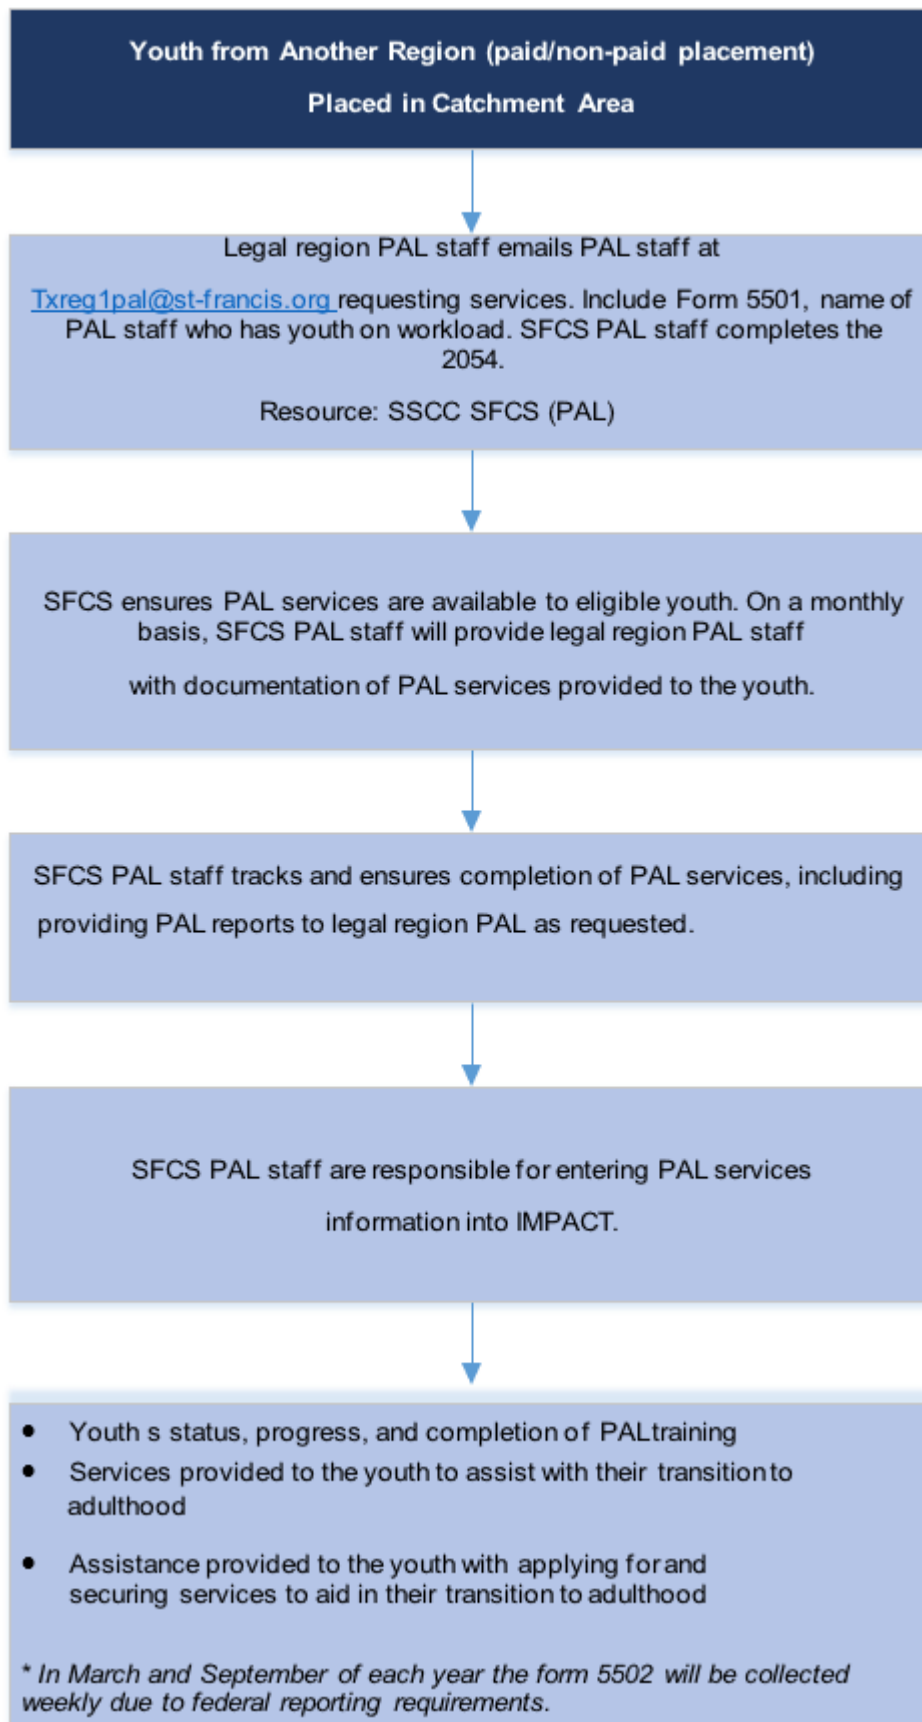 Youth from Another Region (paid/non-paid placement)
Placed in Catchment Area
Legal region PAL staff emails PAL staff at
Txreg1pal@st-francis.org requesting services. Include Form 5501, name of
PAL staff who has youth on workload. SFCS PAL staff completes the
2054.
Resource: SSCC SFCS (PAL)
SFCS ensures PAL services are available to eligible youth. On a monthly
basis, SFCS PAL staff will provide legal region PAL staff
with documentation of PAL services provided to the youth.
SFCS PAL staff tracks and ensures completion of PAL services, including
providing PAL reports to legal region PAL as requested.
SFCS PAL staff are responsible for entering PAL services
information into IMPACT.
• Youth s status, progress, and completion of PALtraining
• Services provided to the youth to assist with their transition to
adulthood
• Assistance provided to the youth with applying for and
securing services to aid in their transition to adulthood
* In March and September of each year the form 5502 will be collected
weekly due to federal reporting requirements.